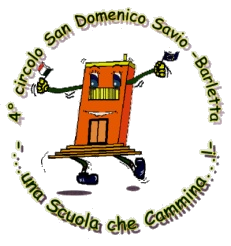 4° circolo San Domenico Savio - Barletta -
-... una Scuola che Cammina...!-